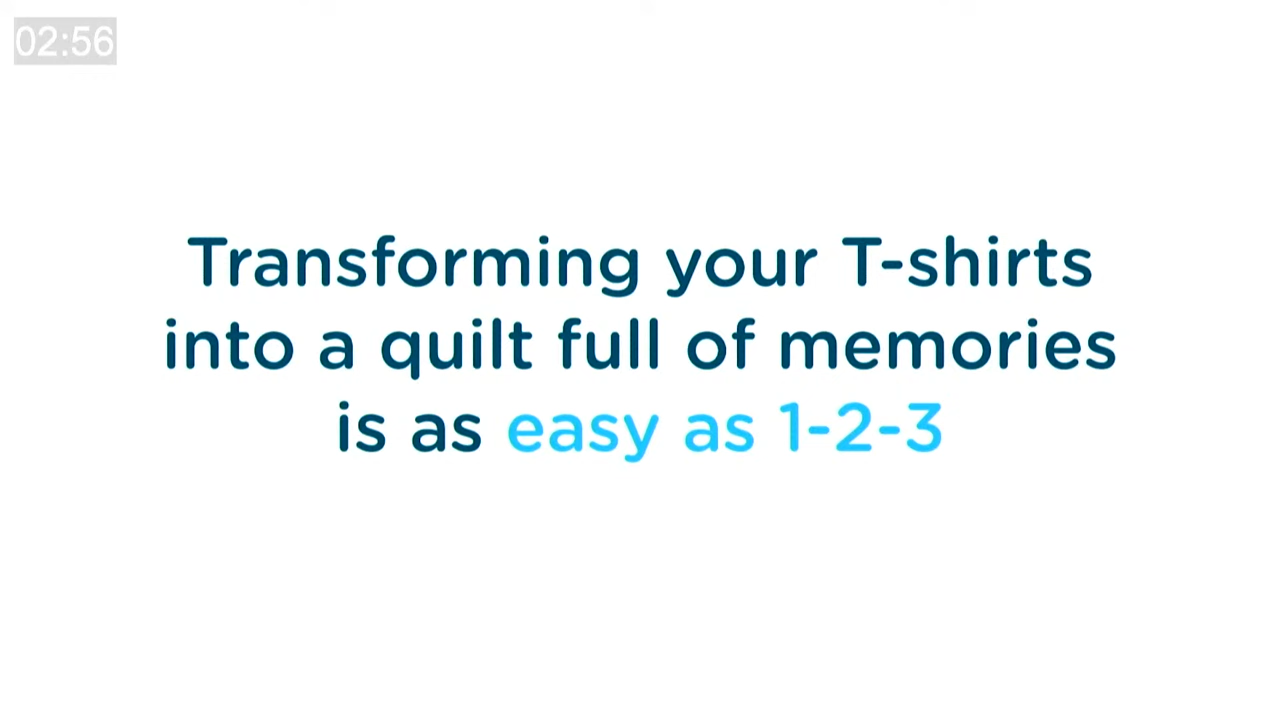 02:56
Transforming your T-shirts
into a quilt full of memories
is as easy as 1-2-3